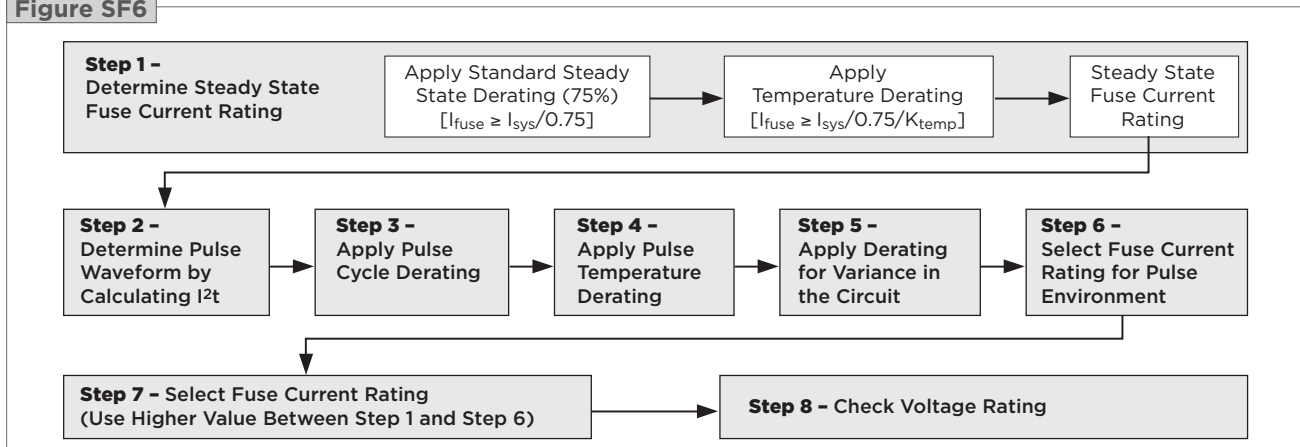 Figure SF6
Step 1 –
Determine Steady State
Fuse Current Rating
Apply Standard Steady
State Derating (75%)
[Ifuse ≥ Isys/0.75]
Apply
Temperature Derating
[Ifuse ≥ Isys/0.75/Ktemp]
Steady State
Fuse Current
Rating
Step 2 –
Determine Pulse
Waveform by
Calculating I²t
Step 3 –
Apply Pulse
Cycle Derating
Step 4 –
Apply Pulse
Temperature
Derating
Step 5 –
Apply Derating
for Variance in
the Circuit
Step 6 –
Select Fuse Current
Rating for Pulse
Environment
Step 7 – Select Fuse Current Rating
(Use Higher Value Between Step 1 and Step 6)
Step 8 – Check Voltage Rating